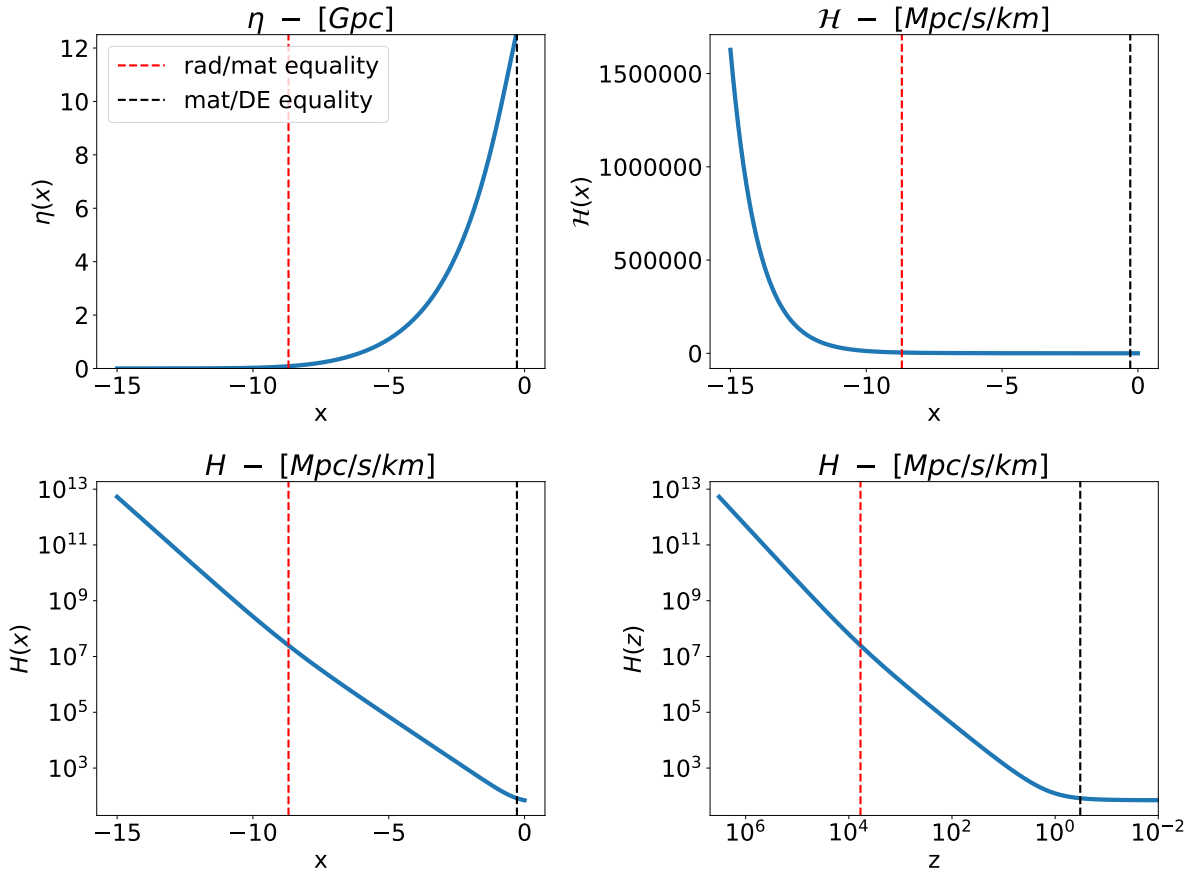 η − [Gpc]
12
10
8
6
4
2
0
η(x)
−15
−10
−5
0
x
rad/mat equality
mat/DE equality
ℋ − [Mpc/s/km]
1500000
1000000
500000
0
ℋ(x)
−15
−10
−5
0
x
H − [Mpc/s/km]
10¹³
10¹¹
10⁹
10⁷
10⁵
10³
H(x)
−15
−10
−5
0
x
H − [Mpc/s/km]
10¹³
10¹¹
10⁹
10⁷
10⁵
10³
H(z)
10⁶
10⁴
10²
10⁰
10⁻²
z